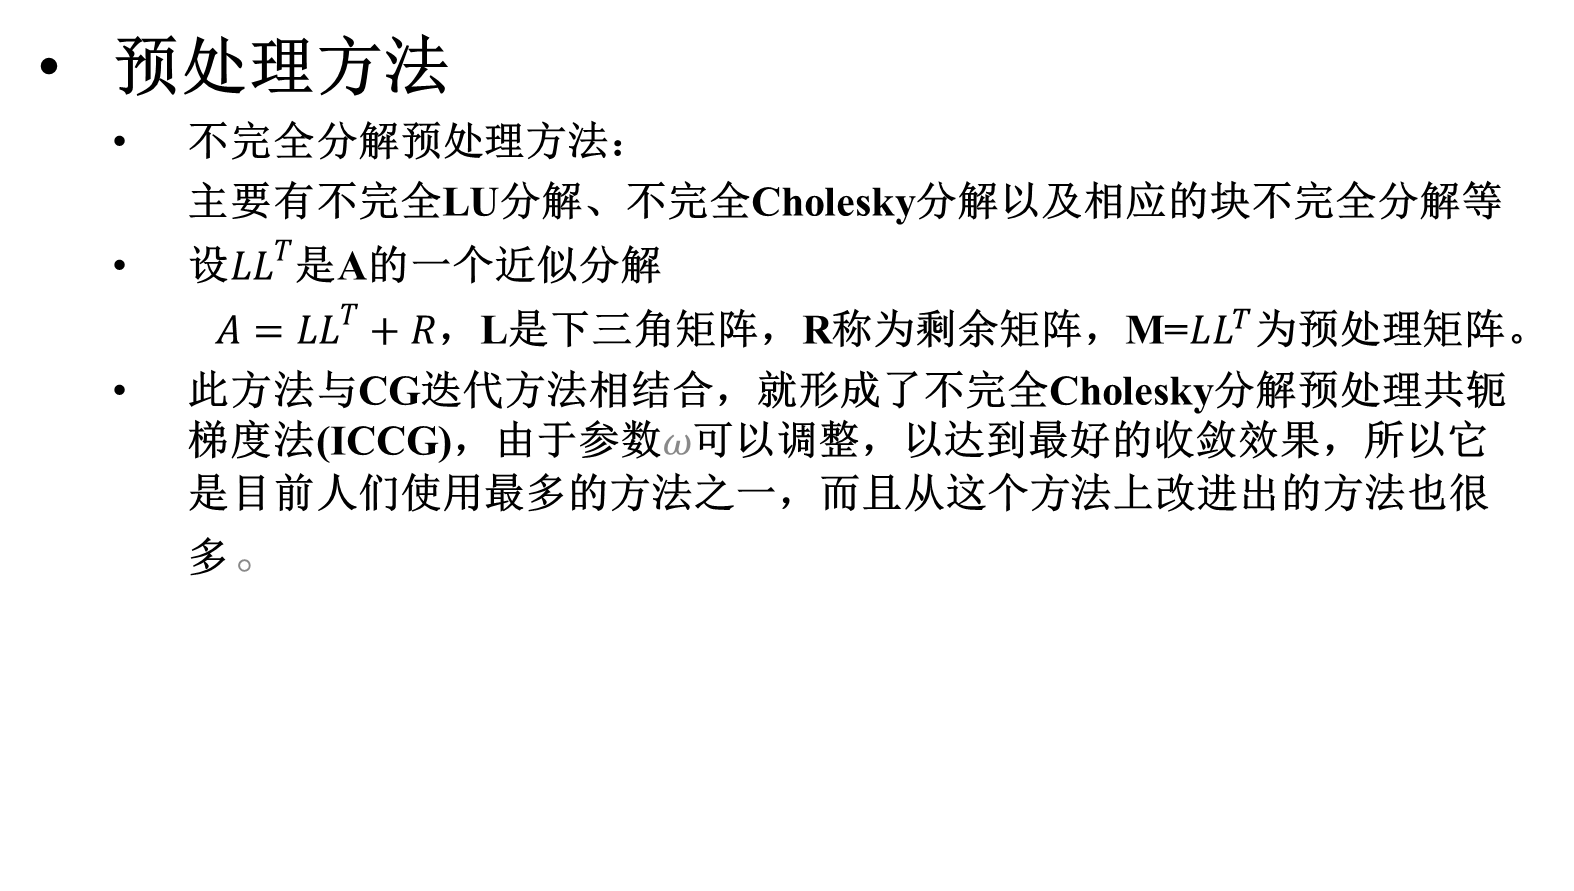 • 预处理方法
• 不完全分解预处理方法：
主要有不完全LU分解、不完全Cholesky分解以及相应的块不完全分解等
• 设$LL^T$是A的一个近似分解
$A = LL^T + R$，L是下三角矩阵，R称为剩余矩阵，M=$LL^T$为预处理矩阵。
• 此方法与CG迭代方法相结合，就形成了不完全Cholesky分解预处理共轭
梯度法(ICCG)，由于参数ω可以调整，以达到最好的收敛效果，所以它
是目前人们使用最多的方法之一，而且从这个方法上改进出的方法也很
多。